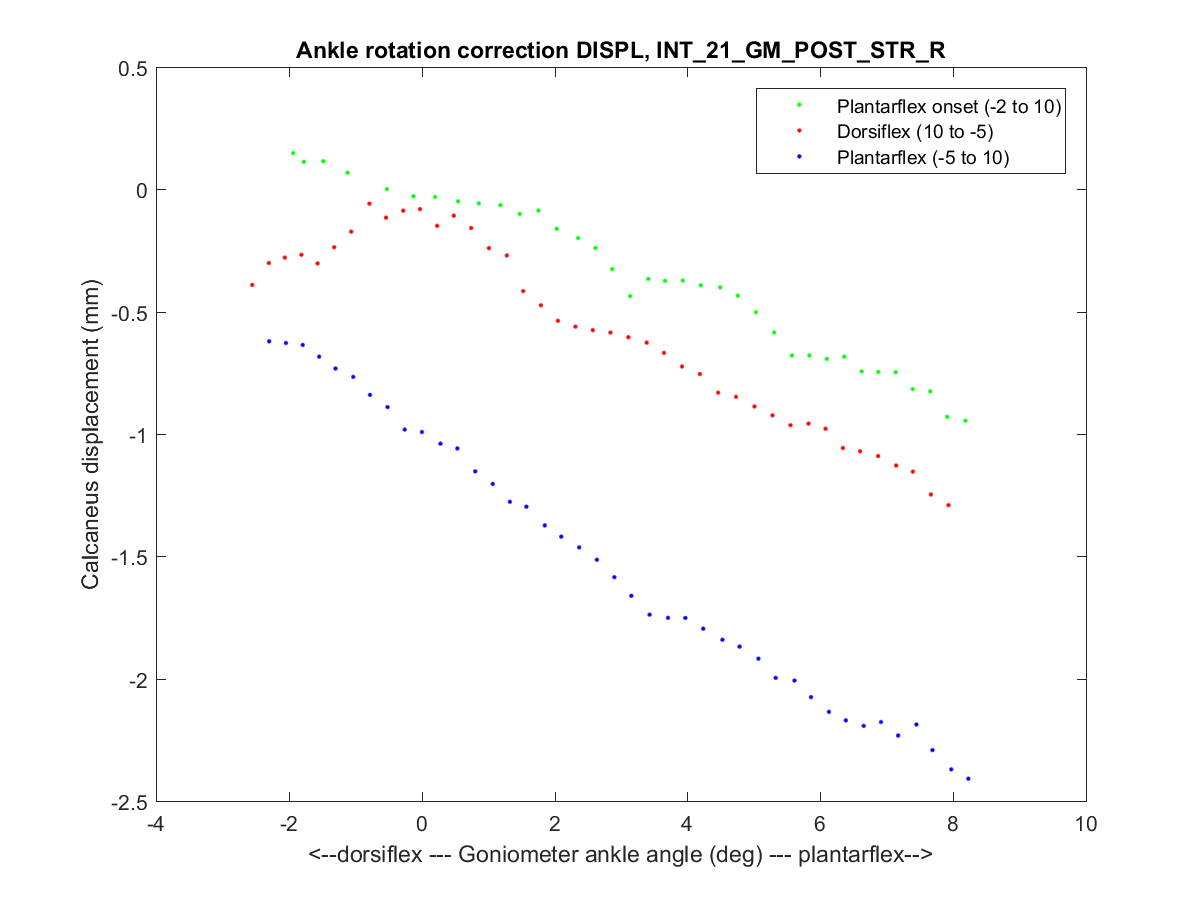 Ankle rotation correction DISPL, INT_21_GM_POST_STR_R
Plantarflex onset (-2 to 10)
Dorsiflex (10 to -5)
Plantarflex (-5 to 10)
Calcaneus displacement (mm)
0.5
0
-0.5
-1
-1.5
-2
-2.5
-4 -2 0 2 4 6 8 10
<--dorsiflex --- Goniometer ankle angle (deg) --- plantarflex-->